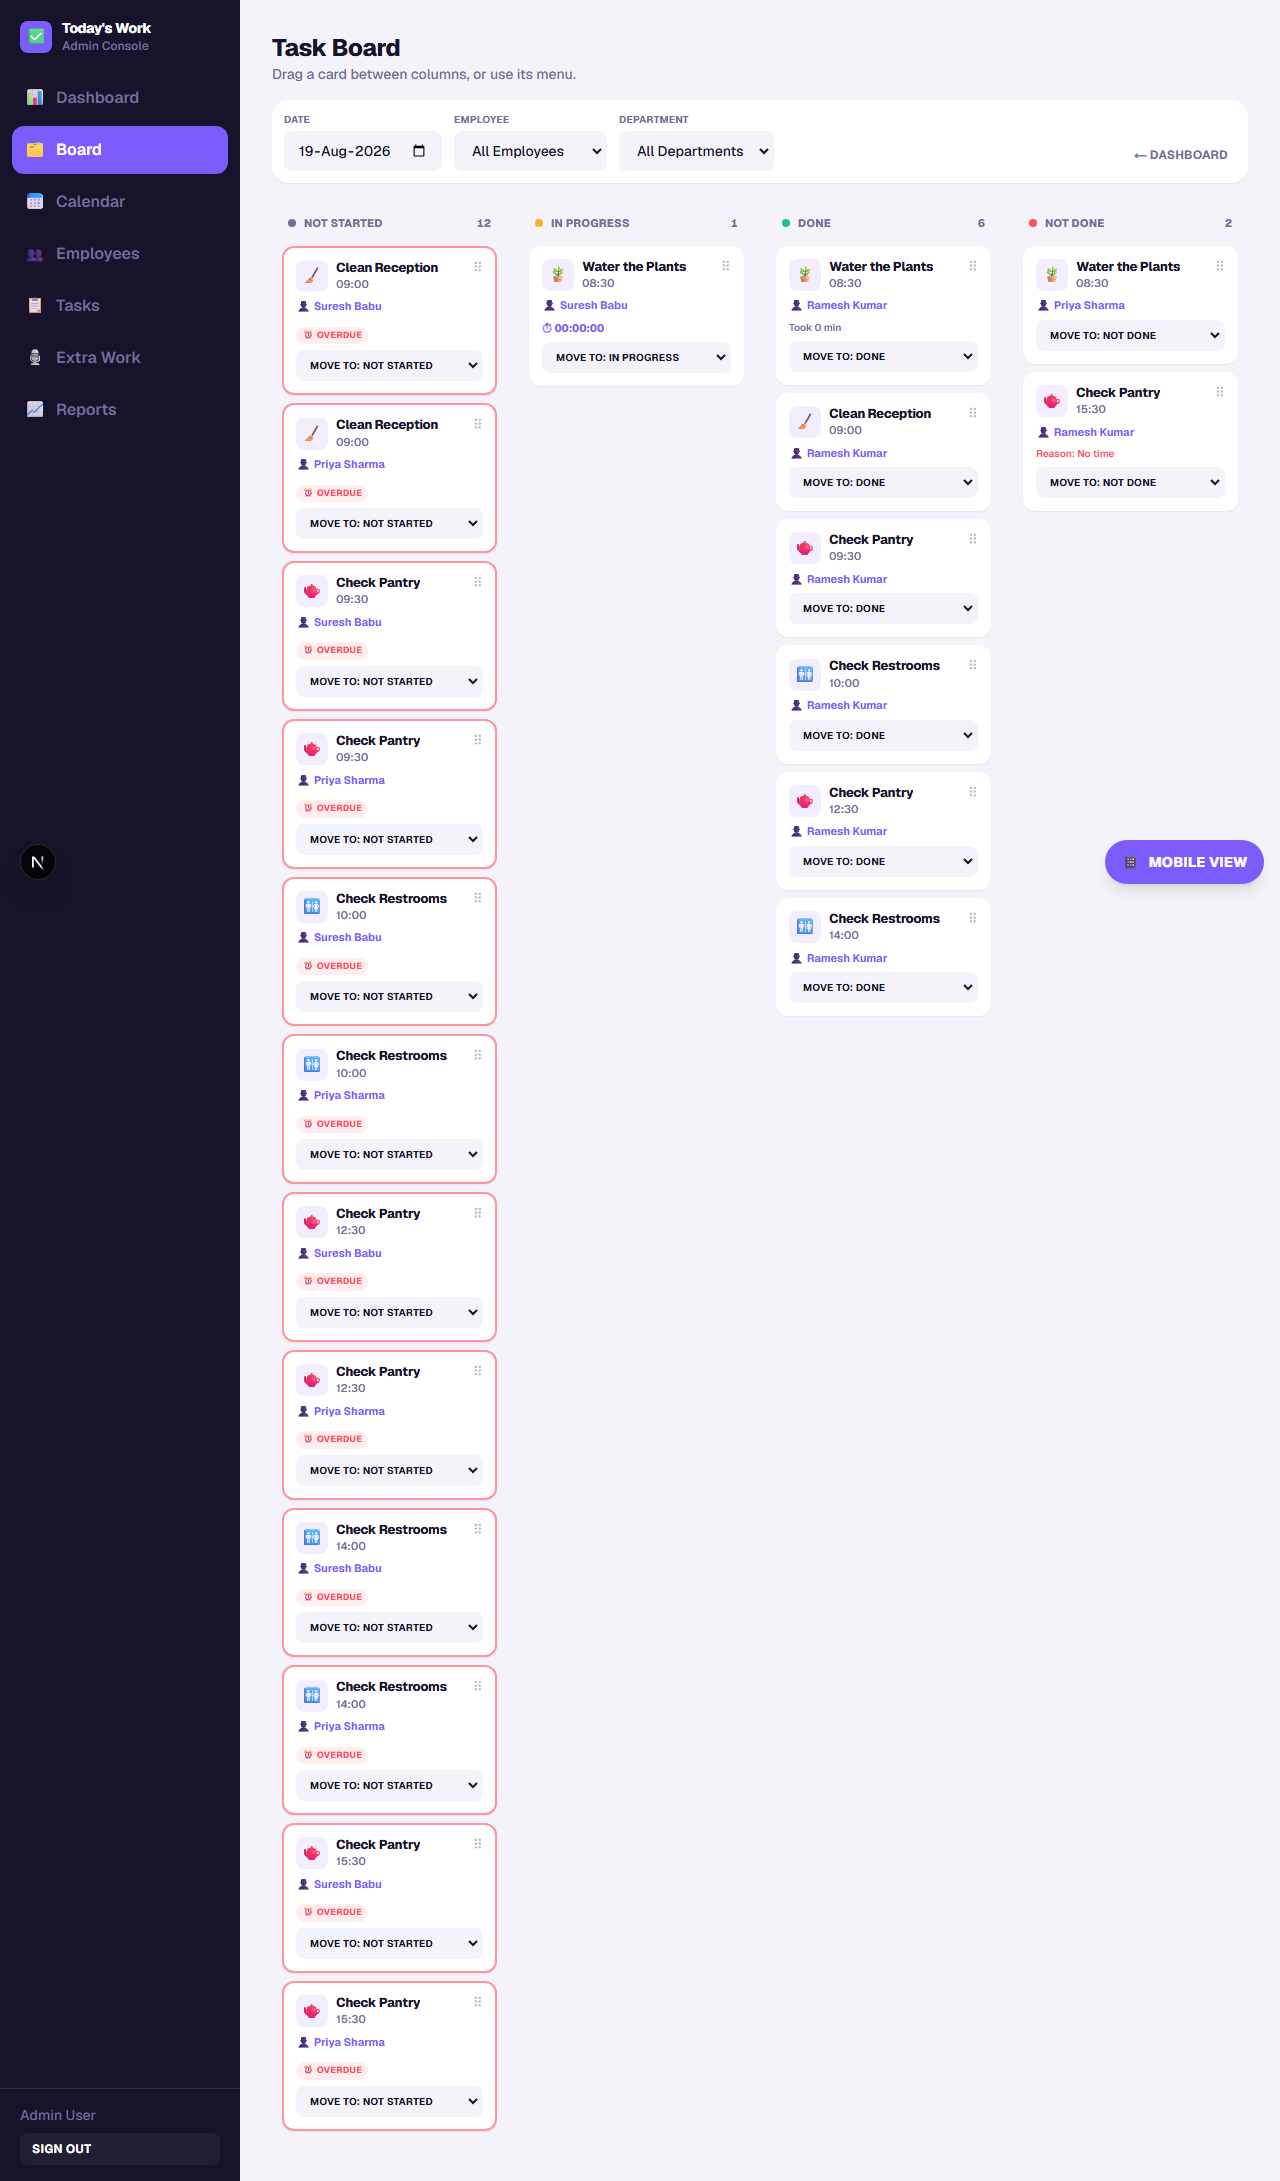 Today's Work
Admin Console
Dashboard
Board
Calendar
Employees
Tasks
Extra Work
Reports
Admin User
SIGN OUT
Task Board
Drag a card between columns, or use its menu.
DATE
EMPLOYEE
DEPARTMENT
19-Aug-2026
All Employees
All Departments
← DASHBOARD
NOT STARTED 12
Clean Reception
09:00
Suresh Babu
OVERDUE
MOVE TO: NOT STARTED
Clean Reception
09:00
Priya Sharma
OVERDUE
MOVE TO: NOT STARTED
Check Pantry
09:30
Suresh Babu
OVERDUE
MOVE TO: NOT STARTED
Check Pantry
09:30
Priya Sharma
OVERDUE
MOVE TO: NOT STARTED
Check Restrooms
10:00
Suresh Babu
OVERDUE
MOVE TO: NOT STARTED
Check Restrooms
10:00
Priya Sharma
OVERDUE
MOVE TO: NOT STARTED
Check Pantry
12:30
Suresh Babu
OVERDUE
MOVE TO: NOT STARTED
Check Pantry
12:30
Priya Sharma
OVERDUE
MOVE TO: NOT STARTED
Check Restrooms
14:00
Suresh Babu
OVERDUE
MOVE TO: NOT STARTED
Check Restrooms
14:00
Priya Sharma
OVERDUE
MOVE TO: NOT STARTED
Check Pantry
15:30
Suresh Babu
OVERDUE
MOVE TO: NOT STARTED
Check Pantry
15:30
Priya Sharma
OVERDUE
MOVE TO: NOT STARTED
IN PROGRESS 1
Water the Plants
08:30
Suresh Babu
00:00:00
MOVE TO: IN PROGRESS
DONE 6
Water the Plants
08:30
Ramesh Kumar
Took 0 min
MOVE TO: DONE
Clean Reception
09:00
Ramesh Kumar
MOVE TO: DONE
Check Pantry
09:30
Ramesh Kumar
MOVE TO: DONE
Check Restrooms
10:00
Ramesh Kumar
MOVE TO: DONE
Check Pantry
12:30
Ramesh Kumar
MOVE TO: DONE
Check Restrooms
14:00
Ramesh Kumar
MOVE TO: DONE
NOT DONE 2
Water the Plants
08:30
Priya Sharma
MOVE TO: NOT DONE
Check Pantry
15:30
Ramesh Kumar
Reason: No time
MOVE TO: NOT DONE
N
MOBILE VIEW